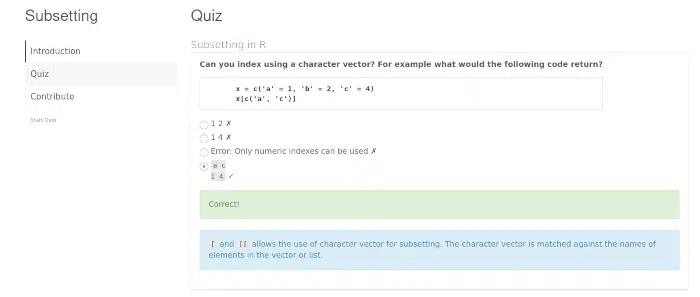 Subsetting
Introduction
Quiz
Contribute
Start Over
Quiz
Subsetting in R
Can you index using a character vector? For example what would the following code return?
x = c('a' = 1, 'b' = 2, 'c' = 4)
x[c('a', 'c')]
1 2 ✗
1 4 ✗
Error: Only numeric indexes can be used ✗
a c
1 4 ✓
Correct!
[ and [[ allows the use of character vector for subsetting. The character vector is matched against the names of
elements in the vector or list.